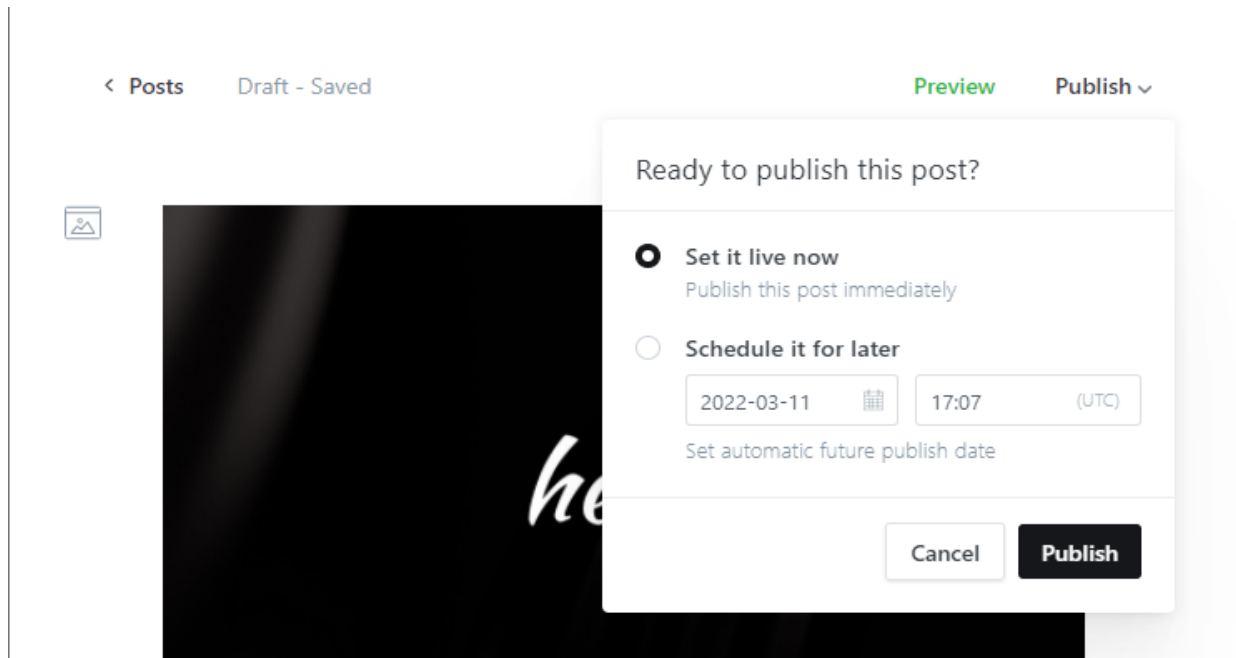 Posts Draft - Saved Preview Publish
Ready to publish this post?
Set it live now
Publish this post immediately
Schedule it for later
2022-03-11 17:07 (UTC)
Set automatic future publish date
he
Cancel Publish